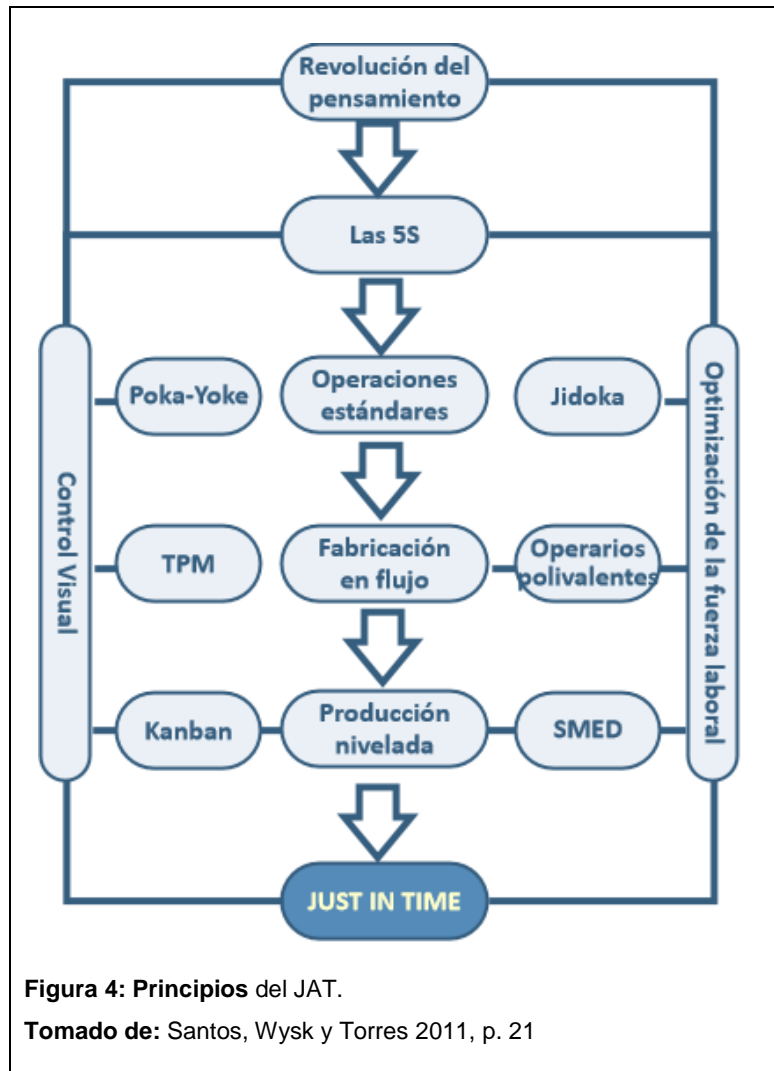 Revolución del
pensamiento
Las 5S
Control Visual
Poka-Yoke
Operaciones
estándares
Jidoka
Optimización de la fuerza laboral
TPM
Fabricación
en flujo
Operarios
polivalentes
Kanban
Producción
nivelada
SMED
JUST IN TIME
Figura 4: Principios del JAT.
Tomado de: Santos, Wysk y Torres 2011, p. 21